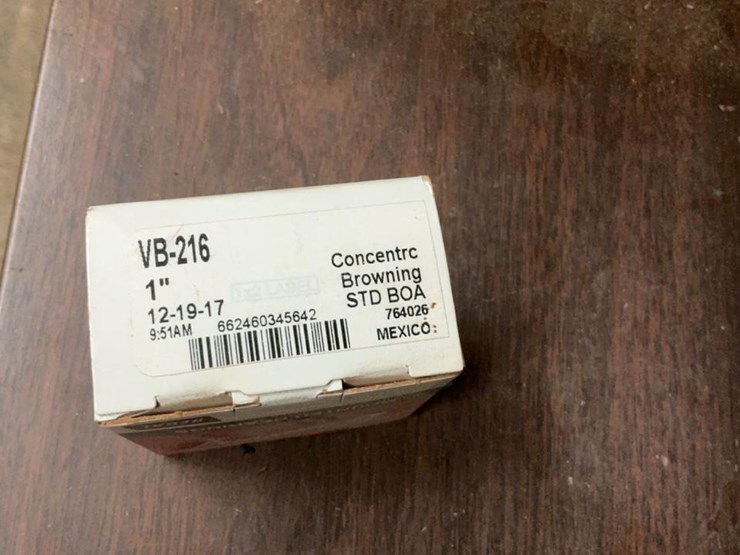 VB-216
1"
12-19-17
9:51AM
662460345642
Concentrc
Browning
STD BOA
764026
MEXICO: